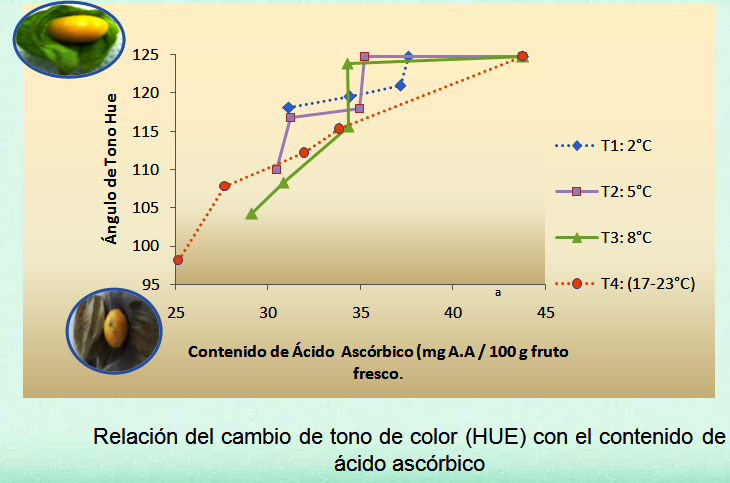 Ángulo de Tono Hue
125
120
115
110
105
100
95
25
30
35
40
45
a
T1: 2°C
T2: 5°C
T3: 8°C
T4: (17-23°C)
Contenido de Ácido Ascórbico (mg A.A / 100 g fruto
fresco.
Relación del cambio de tono de color (HUE) con el contenido de
ácido ascórbico